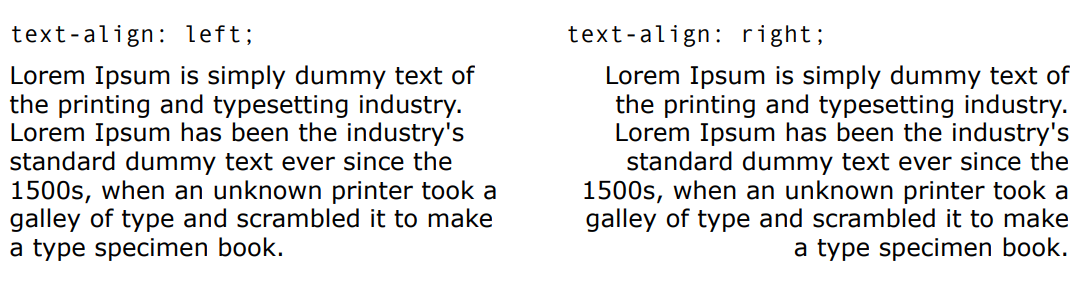 text-align: left;
Lorem Ipsum is simply dummy text of
the printing and typesetting industry.
Lorem Ipsum has been the industry's
standard dummy text ever since the
1500s, when an unknown printer took a
galley of type and scrambled it to make
a type specimen book.
text-align: right;
Lorem Ipsum is simply dummy text of
the printing and typesetting industry.
Lorem Ipsum has been the industry's
standard dummy text ever since the
1500s, when an unknown printer took a
galley of type and scrambled it to make
a type specimen book.